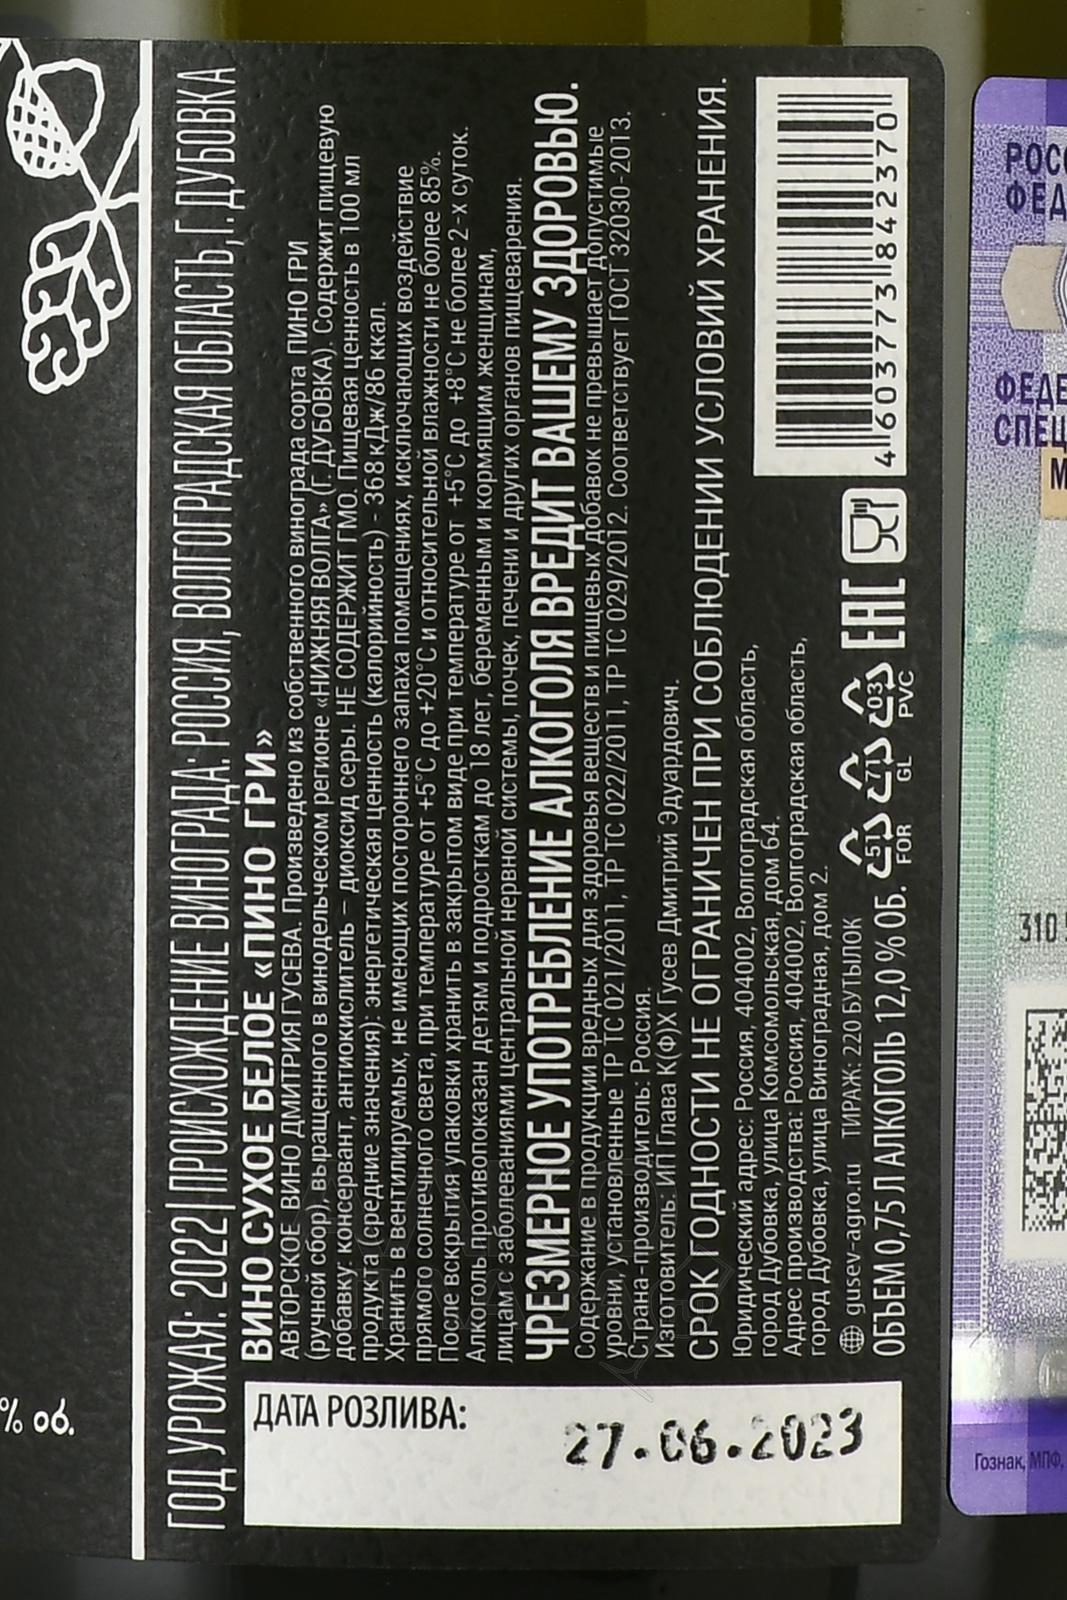 % об.
ГОД УРОЖАЯ: 2022 | ПРОИСХОЖДЕНИЕ ВИНОГРАДА: РОССИЯ, ВОЛГОГРАДСКАЯ ОБЛАСТЬ, Г. ДУБОВКА
ВИНО СУХОЕ БЕЛОЕ «ПИНО ГРИ»
АВТОРСКОЕ ВИНО ДМИТРИЯ ГУСЕВА. Произведено из собственного винограда сорта ПИНО ГРИ
(ручной сбор), выращенного в винодельческом регионе «НИЖНЯЯ ВОЛГА» (Г. ДУБОВКА). Содержит пищевую
добавку: консервант, антиокислитель – диоксид серы. НЕ СОДЕРЖИТ ГМО. Пищевая ценность в 100 мл
продукта (средние значения): энергетическая ценность (калорийность) - 368 кДж/86 ккал.
Хранить в вентилируемых, не имеющих постороннего запаха помещениях, исключающих воздействие
прямого солнечного света, при температуре от +5°С до +20°С и относительной влажности не более 85%.
После вскрытия упаковки хранить в закрытом виде при температуре от +5°С до +8°С не более 2-х суток.
Алкоголь противопоказан детям и подросткам до 18 лет, беременным и кормящим женщинам,
лицам с заболеваниями центральной нервной системы, почек, печени и других органов пищеварения.
ЧРЕЗМЕРНОЕ УПОТРЕБЛЕНИЕ АЛКОГОЛЯ ВРЕДИТ ВАШЕМУ ЗДОРОВЬЮ.
Содержание в продукции вредных для здоровья веществ и пищевых добавок не превышает допустимые
уровни, установленные ТР ТС 021/2011, ТР ТС 022/2011, ТР ТС 029/2012. Соответствует ГОСТ 32030-2013.
Страна-производитель: Россия.
Изготовитель: ИП Глава К(Ф)Х Гусев Дмитрий Эдуардович.
СРОК ГОДНОСТИ НЕ ОГРАНИЧЕН ПРИ СОБЛЮДЕНИИ УСЛОВИЙ ХРАНЕНИЯ.
Юридический адрес: Россия, 404002, Волгоградская область,
город Дубовка, улица Комсомольская, дом 64.
Адрес производства: Россия, 404002, Волгоградская область,
город Дубовка, улица Виноградная, дом 2.
gusev-agro.ru ТИРАЖ: 220 БУТЫЛОК
ОБЪЕМ 0,75 Л АЛКОГОЛЬ 12,0 % ОБ.
51 71 03
FOR GL PVC
EAC
4 603773 842370
ДАТА РОЗЛИВА:
27.06.2023
РОСС
ФЕД
ФЕДЕ
СПЕЦ
М
310
Гознак, МПФ,